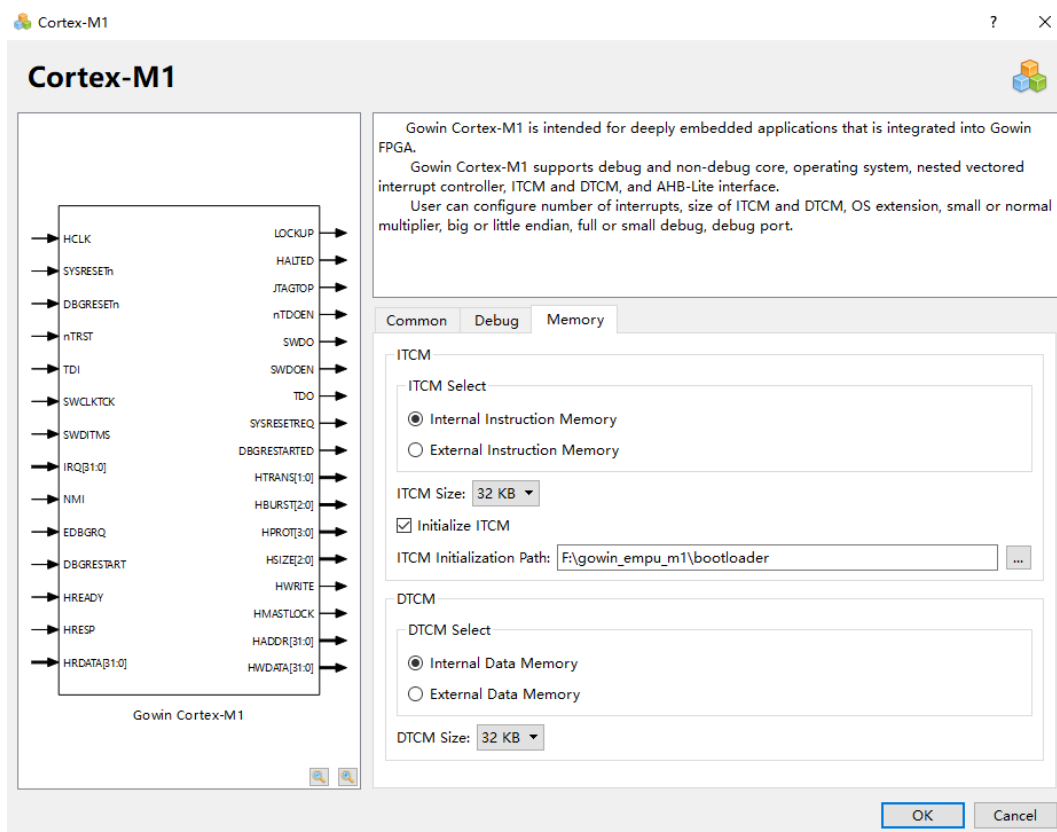 Cortex-M1
?
Cortex-M1
HCLK
SYSRESETn
DBGRESETn
nTRST
TDI
SWCLKTCK
SWDITMS
IRQ[31:0]
NMI
EDBGRQ
DBGRESTART
HREADY
HRESP
HRDATA[31:0]
LOCKUP
HALTED
JTAGTOP
nTDOEN
SWDO
SWDOEN
TDO
SYSRESETREQ
DBGRESTARTED
HTRANS[1:0]
HBURST[2:0]
HPROT[3:0]
HSIZE[2:0]
HWRITE
HMASTLOCK
HADDR[31:0]
HWDATA[31:0]
Gowin Cortex-M1
Gowin Cortex-M1 is intended for deeply embedded applications that is integrated into Gowin
FPGA.
Gowin Cortex-M1 supports debug and non-debug core, operating system, nested vectored
interrupt controller, ITCM and DTCM, and AHB-Lite interface.
User can configure number of interrupts, size of ITCM and DTCM, OS extension, small or normal
multiplier, big or little endian, full or small debug, debug port.
Common Debug Memory
ITCM
ITCM Select
Internal Instruction Memory
External Instruction Memory
ITCM Size: 32 KB
Initialize ITCM
ITCM Initialization Path: F:\gowin_empu_m1\bootloader ...
DTCM
DTCM Select
Internal Data Memory
External Data Memory
DTCM Size: 32 KB
OK Cancel